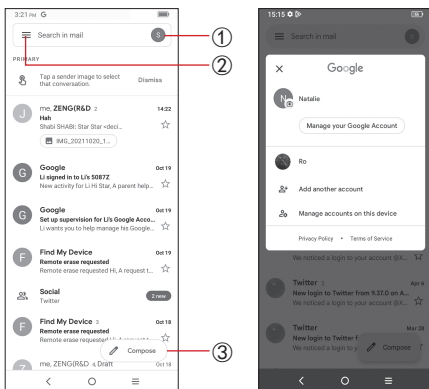 3:21 PM G
Search in mail
S
①
②
PRIMARY
Tap a sender image to select
that conversation.
Dismiss
J
me, ZENG(R&D 2
14:22
Hah
Shabi SHABI: Star Star +deci...
IMG_20211020_1...
G
Google
Oct 19
Li signed in to Li's 5087Z
New activity for Li Hi Star, A parent help...
G
Google
Oct 19
Set up supervision for Li's Google Acco...
Li wants you to help manage his Google...
F
Find My Device
Oct 19
Remote erase requested
Remote erase requested Hi, A request t...
Social
Twitter
2 new
F
Find My Device 3
Oct 18
Remote erase requested
Remote erase requested
Compose
③
Z
me, ZENG(R&D
Draft
Oct 18
15:15
Search in mail
Google
Natalie
Manage your Google Account
Ro
Add another account
Manage accounts on this device
Privacy Policy • Terms of Service
We noticed a login to your account @X...
Twitter 2
Apr 6
New login to Twitter from 9.37.0 on A...
We noticed a login to your account @X...
Twitter
Mar 28
New login to Twitter f
We noticed a login to y
Compose